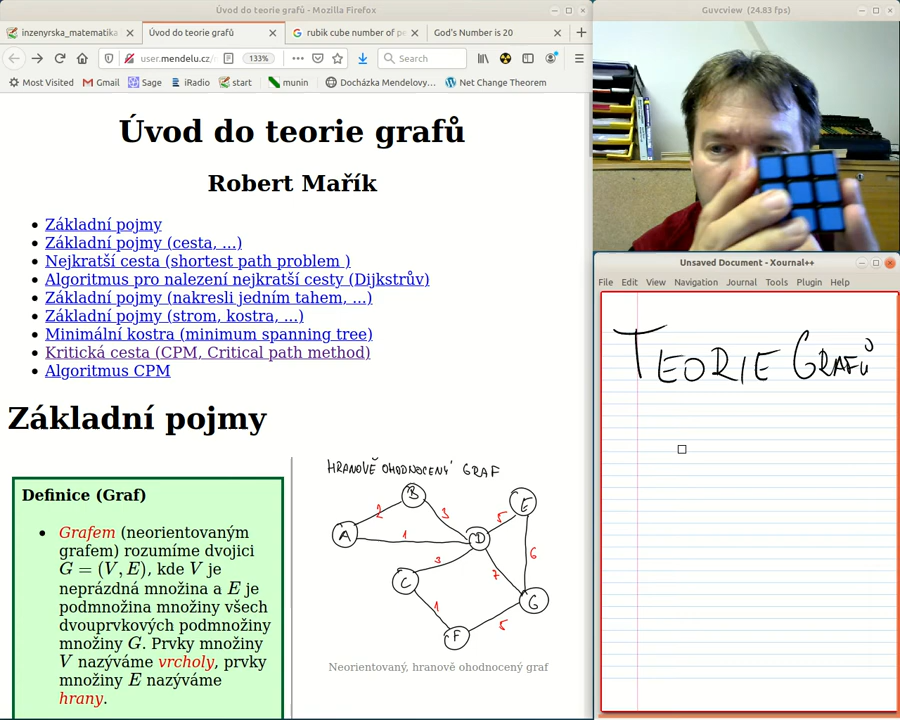 Úvod do teorie grafů - Mozilla Firefox
inzenyrska_matematika
Úvod do teorie grafů
rubik cube number of p
God's Number is 20
user.mendelu.cz/
133%
Search
Most Visited
Gmail
Sage
iRadio
start
munin
Docházka Mendelovy...
Net Change Theorem
Úvod do teorie grafů
Robert Mařík
Základní pojmy
Základní pojmy (cesta, ...)
Nejkratší cesta (shortest path problem )
Algoritmus pro nalezení nejkratší cesty (Dijkstrův)
Základní pojmy (nakresli jedním tahem, ...)
Základní pojmy (strom, kostra, ...)
Minimální kostra (minimum spanning tree)
Kritická cesta (CPM, Critical path method)
Algoritmus CPM
Základní pojmy
Definice (Graf)
Grafem (neorientovaným
grafem) rozumíme dvojici
G = (V, E), kde V je
neprázdná množina a E je
podmnožina množiny všech
dvouprvkových podmnožiny
množiny G. Prvky množiny
V nazýváme vrcholy, prvky
množiny E nazýváme
hrany.
HRANOVĚ OHODNOCENÝ GRAF
B
E
2
3
5
A
1
D
3
6
C
7
1
G
F
5
Neorientovaný, hranově ohodnocený graf
Guvcview (24.83 fps)
Unsaved Document - Xournal++
File Edit View Navigation Journal Tools Plugin Help
TEORIE GRAFŮ